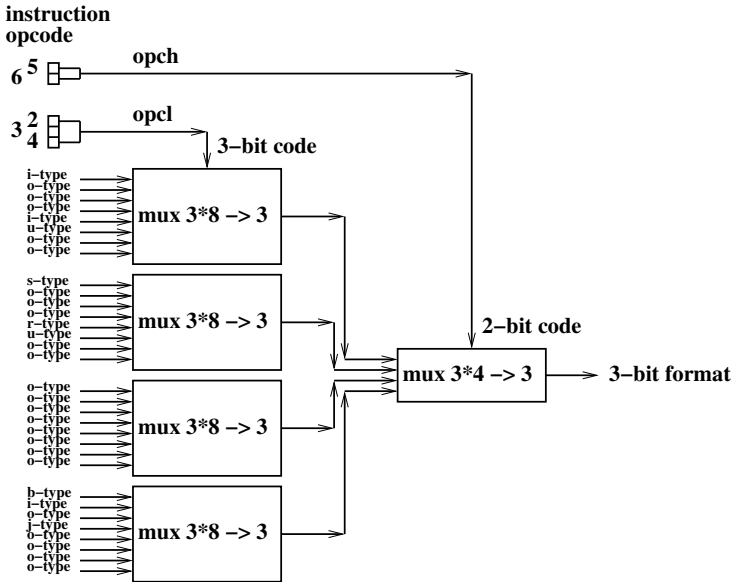 instruction
opcode
opch
6 5
opcl
3 2
4
3−bit code
i−type
o−type
o−type
o−type
i−type
u−type
o−type
o−type
mux 3*8 −> 3
s−type
o−type
o−type
o−type
r−type
u−type
o−type
o−type
mux 3*8 −> 3
2−bit code
mux 3*4 −> 3
3−bit format
o−type
o−type
o−type
o−type
o−type
o−type
o−type
o−type
mux 3*8 −> 3
b−type
i−type
o−type
j−type
o−type
o−type
o−type
o−type
mux 3*8 −> 3